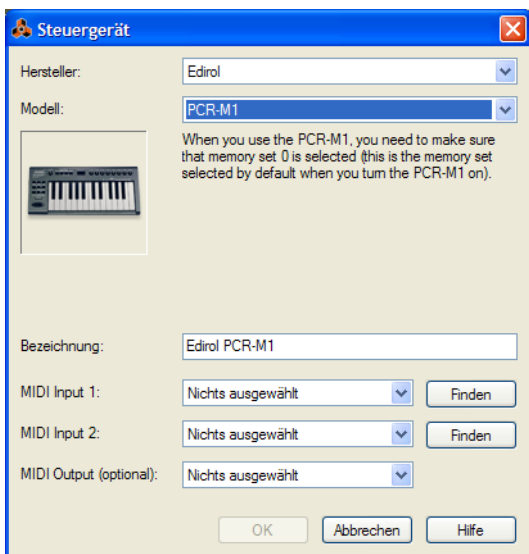 Steuergerät
Hersteller:
Edirol
Modell:
PCR-M1
When you use the PCR-M1, you need to make sure
that memory set 0 is selected (this is the memory set
selected by default when you turn the PCR-M1 on).
Bezeichnung:
Edirol PCR-M1
MIDI Input 1:
Nichts ausgewählt
Finden
MIDI Input 2:
Nichts ausgewählt
Finden
MIDI Output (optional):
Nichts ausgewählt
OK
Abbrechen
Hilfe